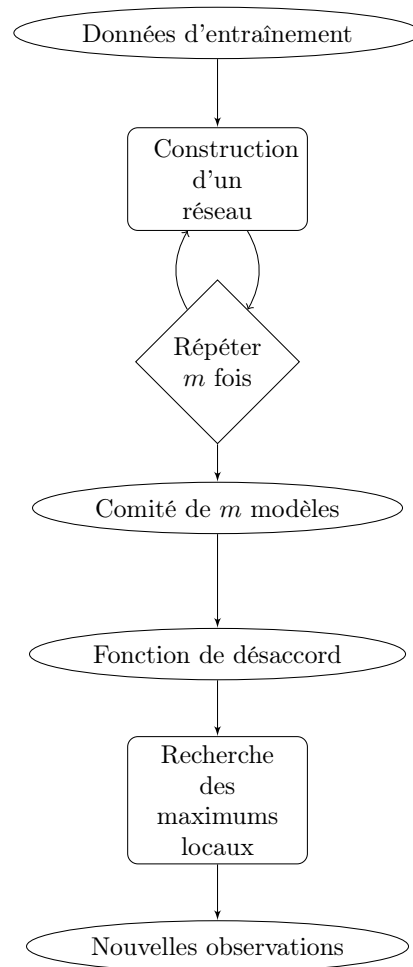 Données d'entraînement
Construction
d'un
réseau
Répéter
m fois
Comité de m modèles
Fonction de désaccord
Recherche
des
maximums
locaux
Nouvelles observations